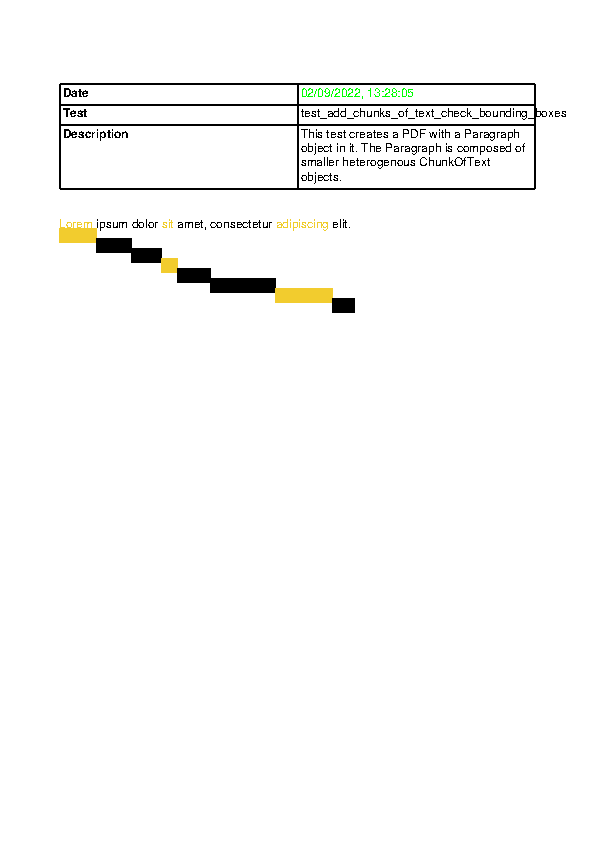 Date 02/09/2022, 13:28:05
Test test_add_chunks_of_text_check_bounding_boxes
Description This test creates a PDF with a Paragraph
object in it. The Paragraph is composed of
smaller heterogenous ChunkOfText
objects.
Lorem ipsum dolor sit amet, consectetur adipiscing elit.